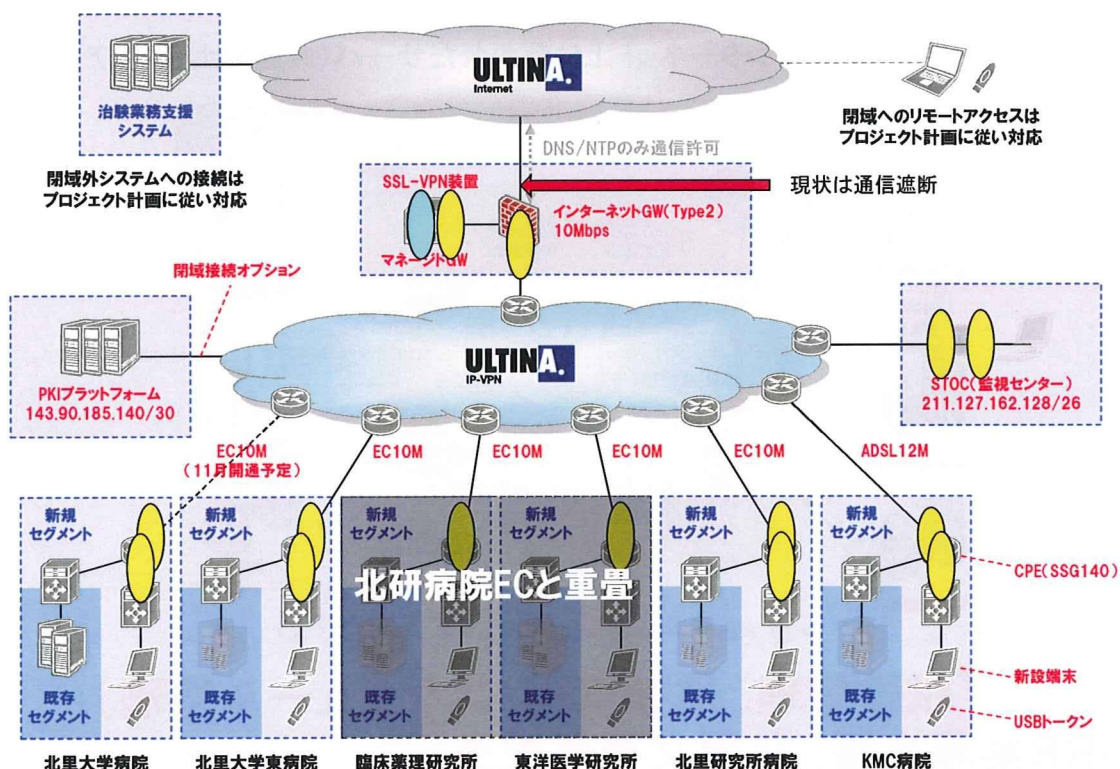 ULTINA.
Internet
治験業務支援
システム
閉域外システムへの接続は
プロジェクト計画に従い対応
閉域へのリモートアクセスは
プロジェクト計画に従い対応
DNS/NTPのみ通信許可
現状は通信遮断
SSL-VPN装置
マネージドGW
インターネットGW(Type2)
10Mbps
閉域接続オプション
PKIプラットフォーム
143.90.185.140/30
ULTINA.
IP-VPN
STOC(監視センター)
211.127.162.128/26
EC10M
(11月開通予定)
EC10M
EC10M
EC10M
EC10M
ADSL12M
新規
セグメント
新規
セグメント
新規
セグメント
新規
セグメント
新規
セグメント
新規
セグメント
CPE(SSG140)
北研病院ECと重畳
新設端末
既存
セグメント
既存
セグメント
既存
セグメント
既存
セグメント
既存
セグメント
既存
セグメント
USBトークン
北里大学病院
北里大学東病院
臨床薬理研究所
東洋医学研究所
北里研究所病院
KMC病院